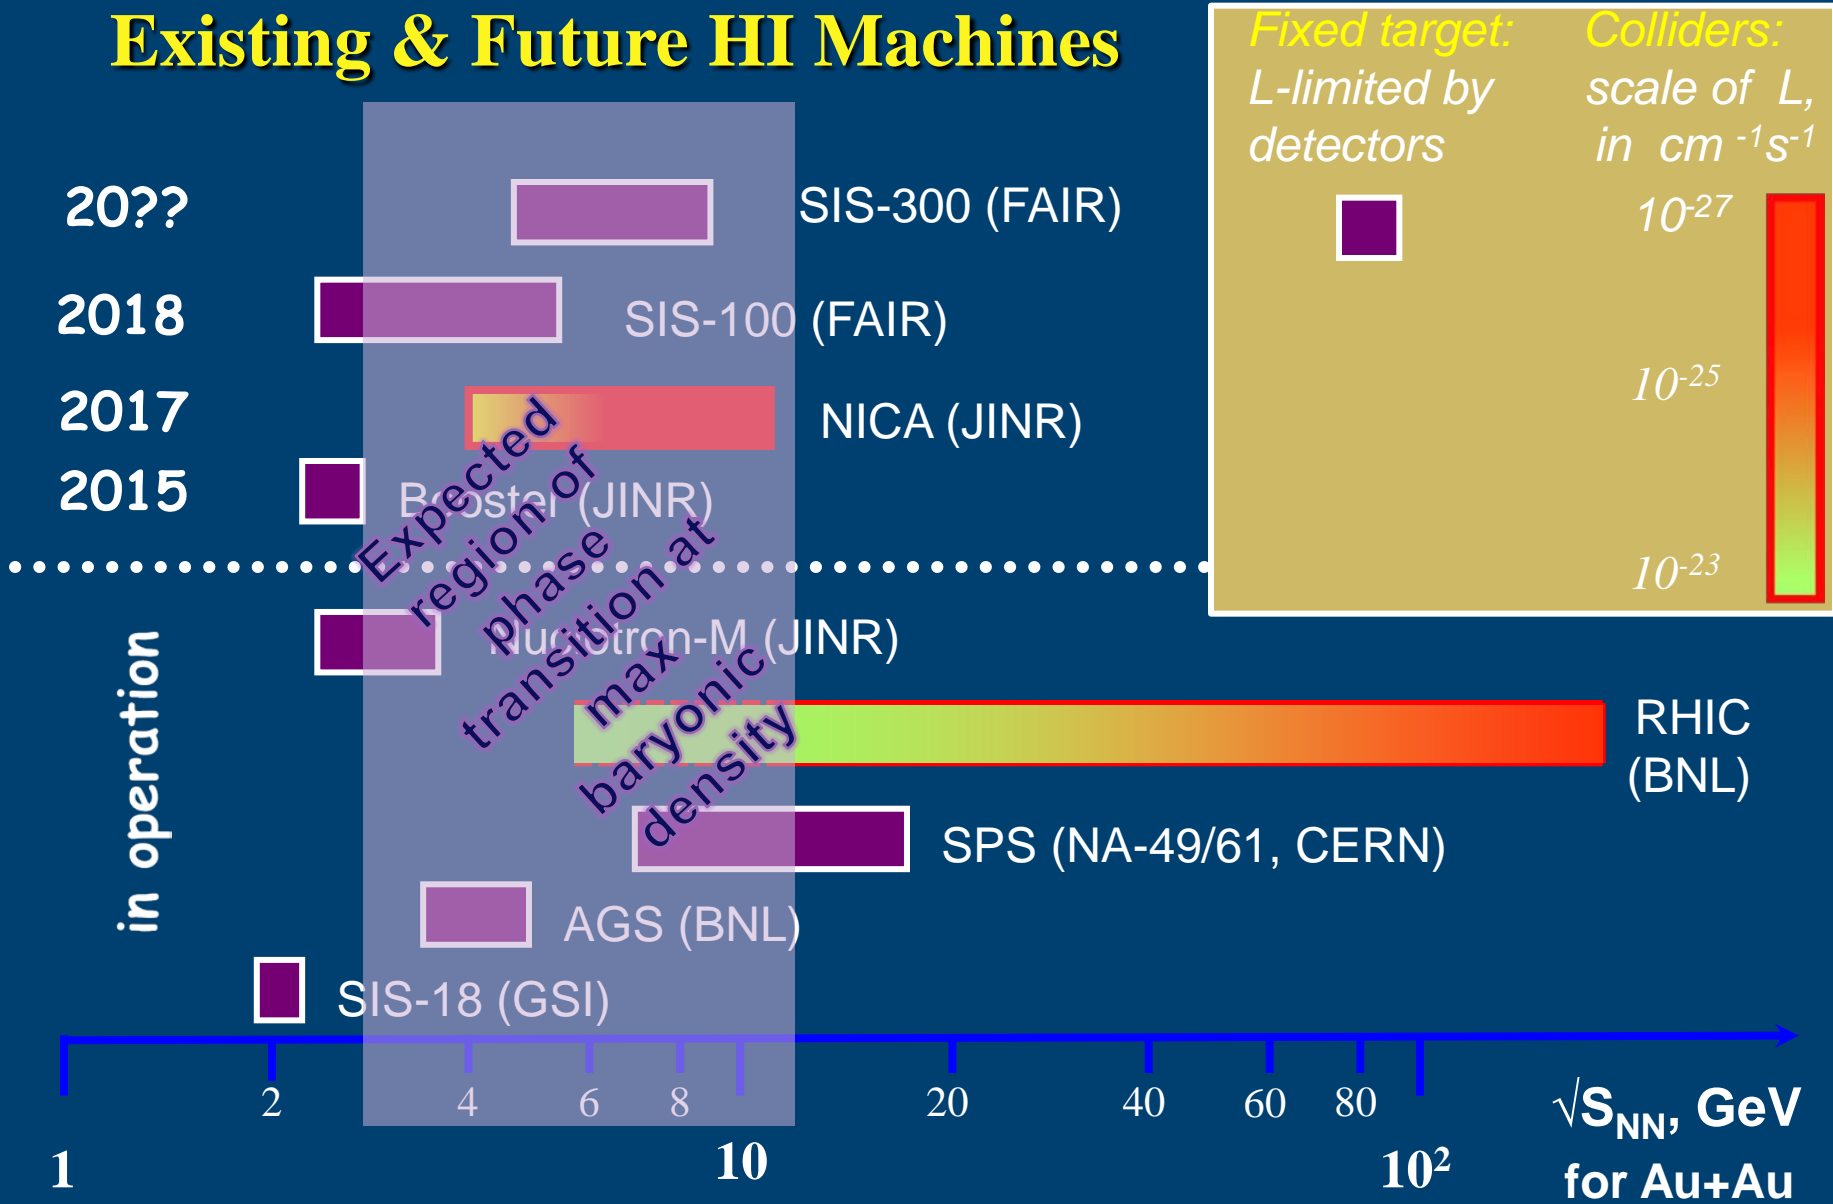 Existing & Future HI Machines
Fixed target:
L-limited by
detectors
Colliders:
scale of L,
in cm -1s-1
10-27
10-25
10-23
20??
SIS-300 (FAIR)
2018
SIS-100 (FAIR)
2017
NICA (JINR)
2015
Booster (JINR)
Expected
region of
phase
transition at
max
baryonic
density
in operation
Nuclotron-M (JINR)
RHIC
(BNL)
SPS (NA-49/61, CERN)
AGS (BNL)
SIS-18 (GSI)
2 4 6 8 20 40 60 80
1 10 102
√SNN, GeV
for Au+Au